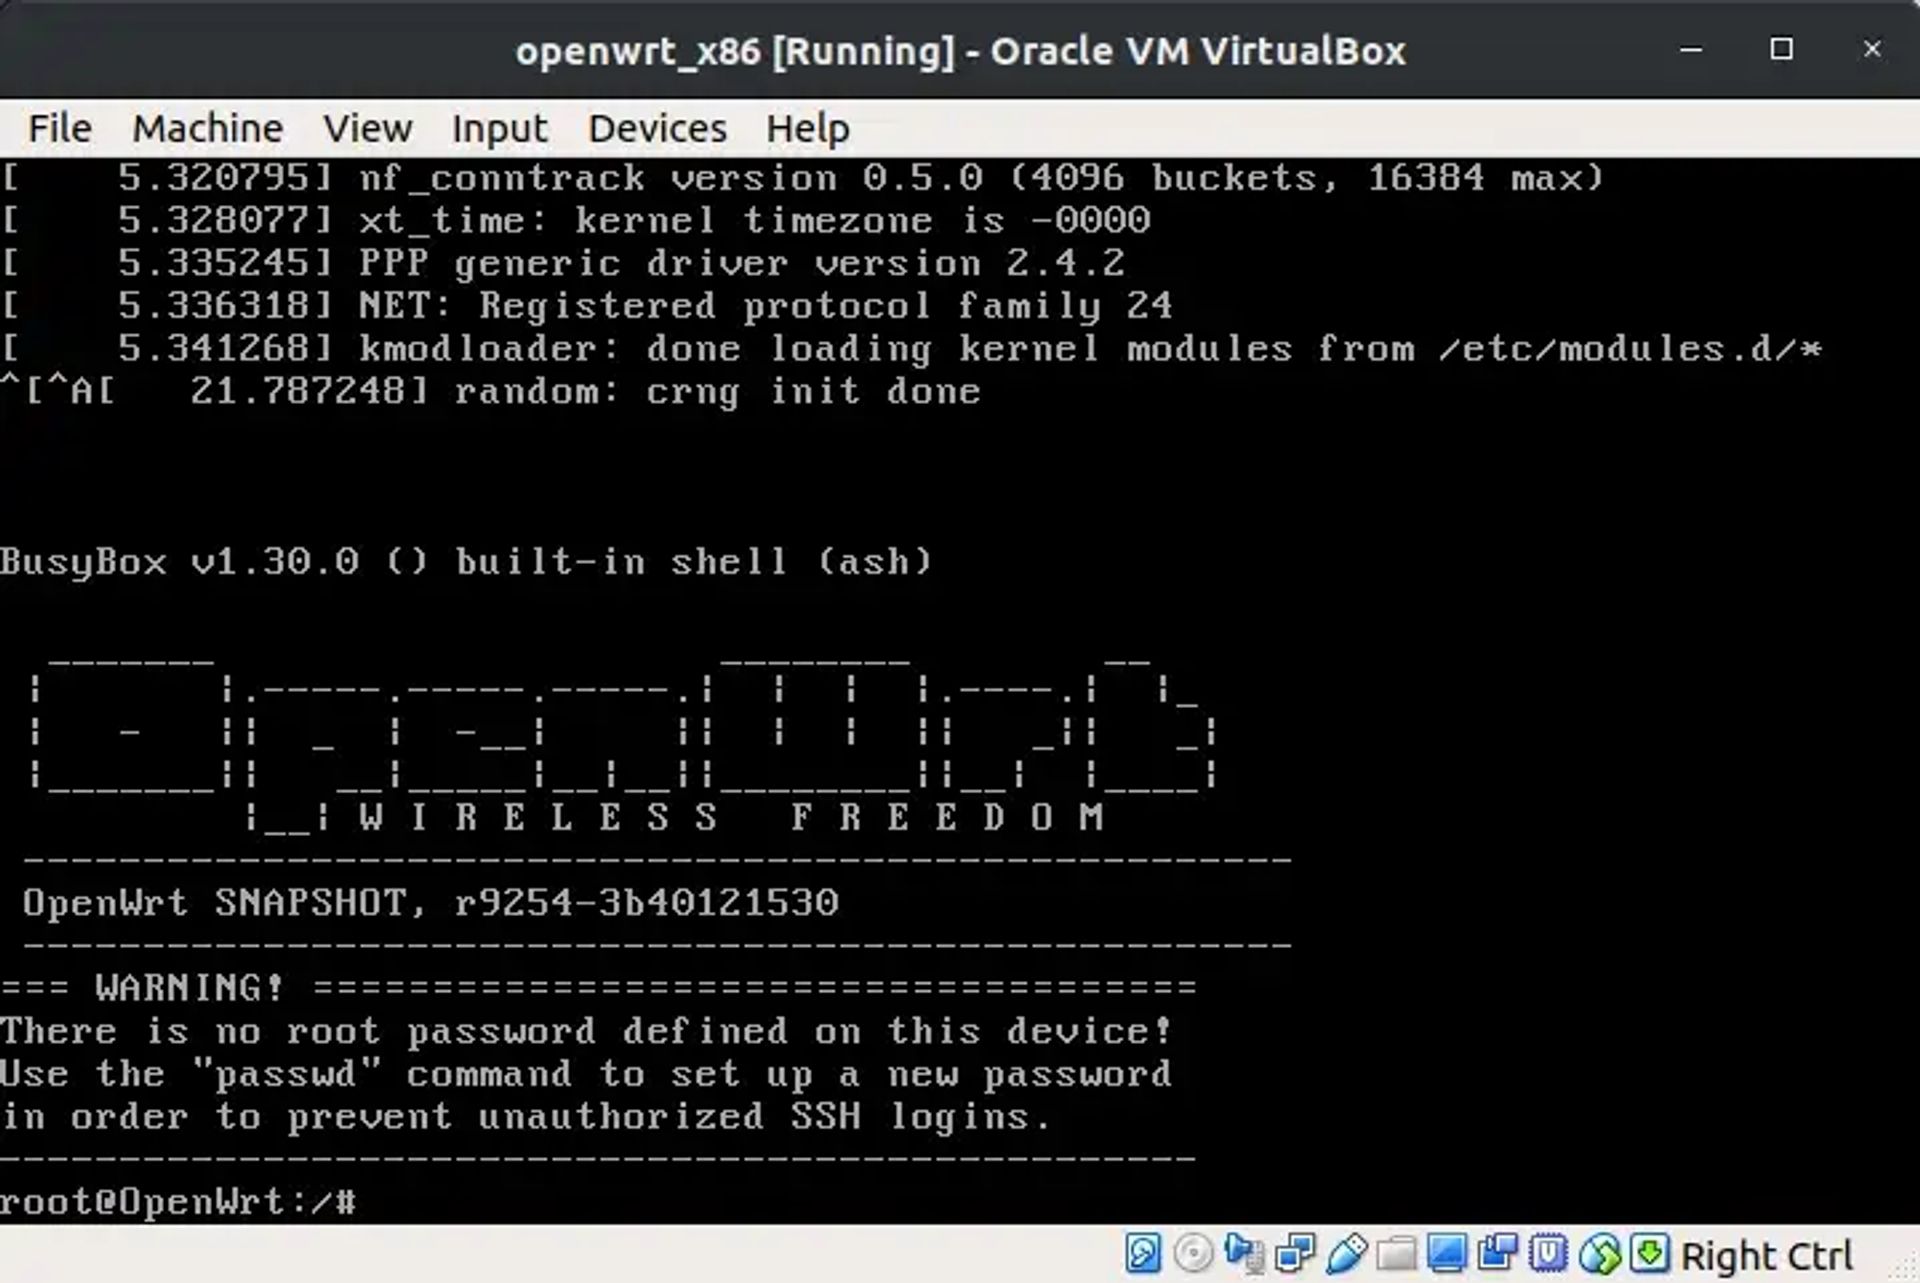 openwrt_x86 [Running] - Oracle VM VirtualBox
File Machine View Input Devices Help
[    5.320795] nf_conntrack version 0.5.0 (4096 buckets, 16384 max)
[    5.328077] xt_time: kernel timezone is -0000
[    5.335245] PPP generic driver version 2.4.2
[    5.336318] NET: Registered protocol family 24
[    5.341268] kmodloader: done loading kernel modules from /etc/modules.d/*
^[^A[   21.787248] random: crng init done
BusyBox v1.30.0 () built-in shell (ash)
OpenWrt
W I R E L E S S   F R E E D O M
-----------------------------------------------------
OpenWrt SNAPSHOT, r9254-3b40121530
-----------------------------------------------------
=== WARNING! =====================================
There is no root password defined on this device!
Use the "passwd" command to set up a new password
in order to prevent unauthorized SSH logins.
--------------------------------------------------
root@OpenWrt:/#
Right Ctrl